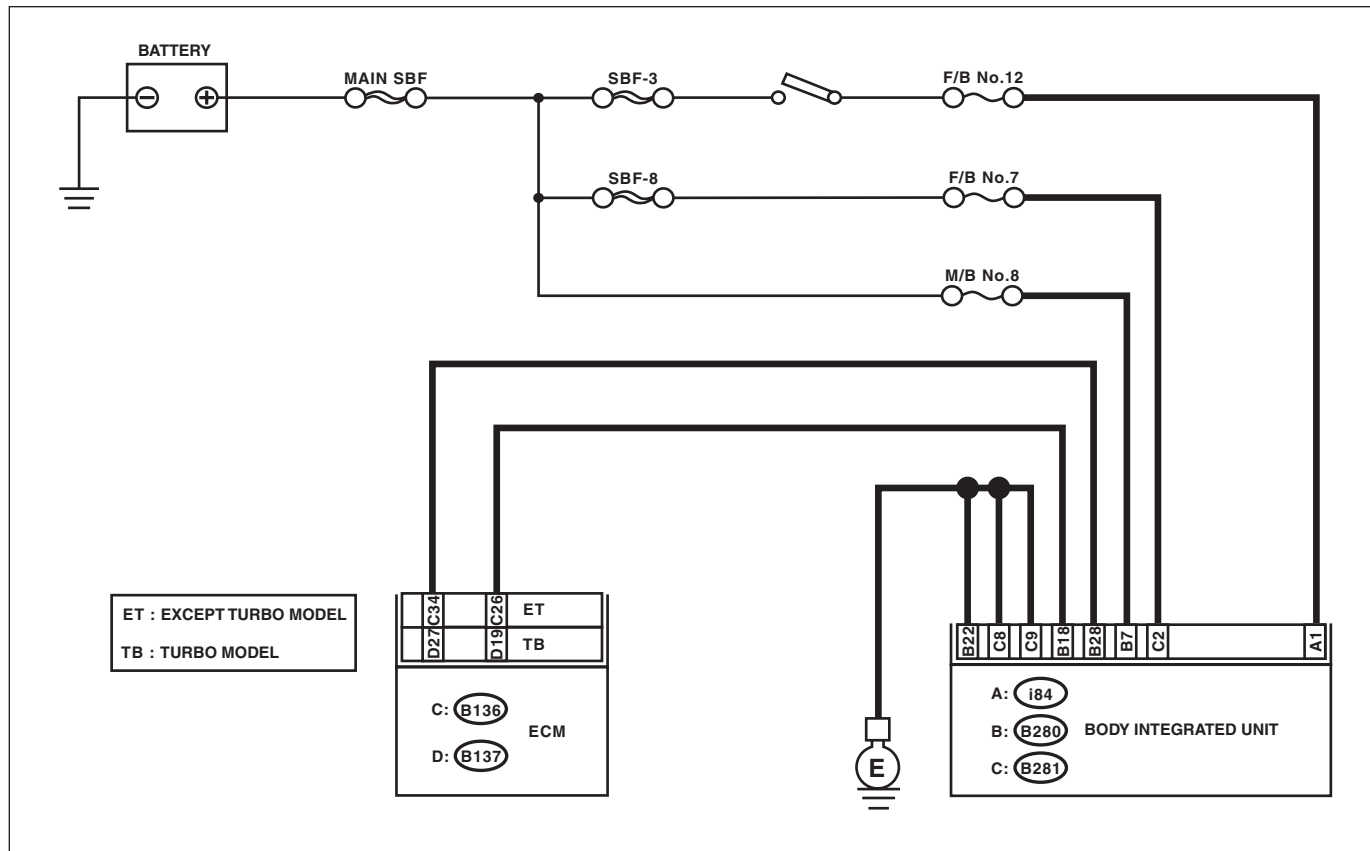 BATTERY
MAIN SBF
SBF-3
F/B No.12
SBF-8
F/B No.7
M/B No.8
ET : EXCEPT TURBO MODEL
TB : TURBO MODEL
C34 C26 ET
D27 D19 TB
C: B136
ECM
D: B137
E
B22 C8 C9 B18 B28 B7 C2 A1
A: i84
B: B280 BODY INTEGRATED UNIT
C: B281